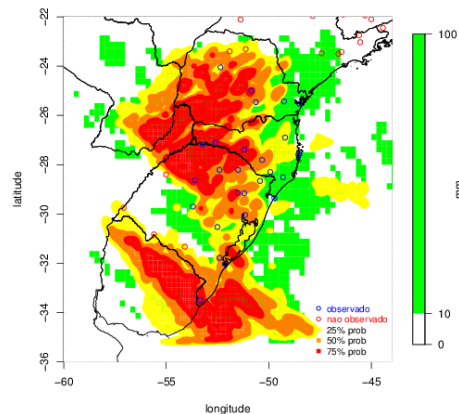 −22
−24
−26
−28
−30
−32
−34
−36
latitude
−60
−55
−50
−45
longitude
observado
nao observado
25% prob
50% prob
75% prob
100
10
0
mm